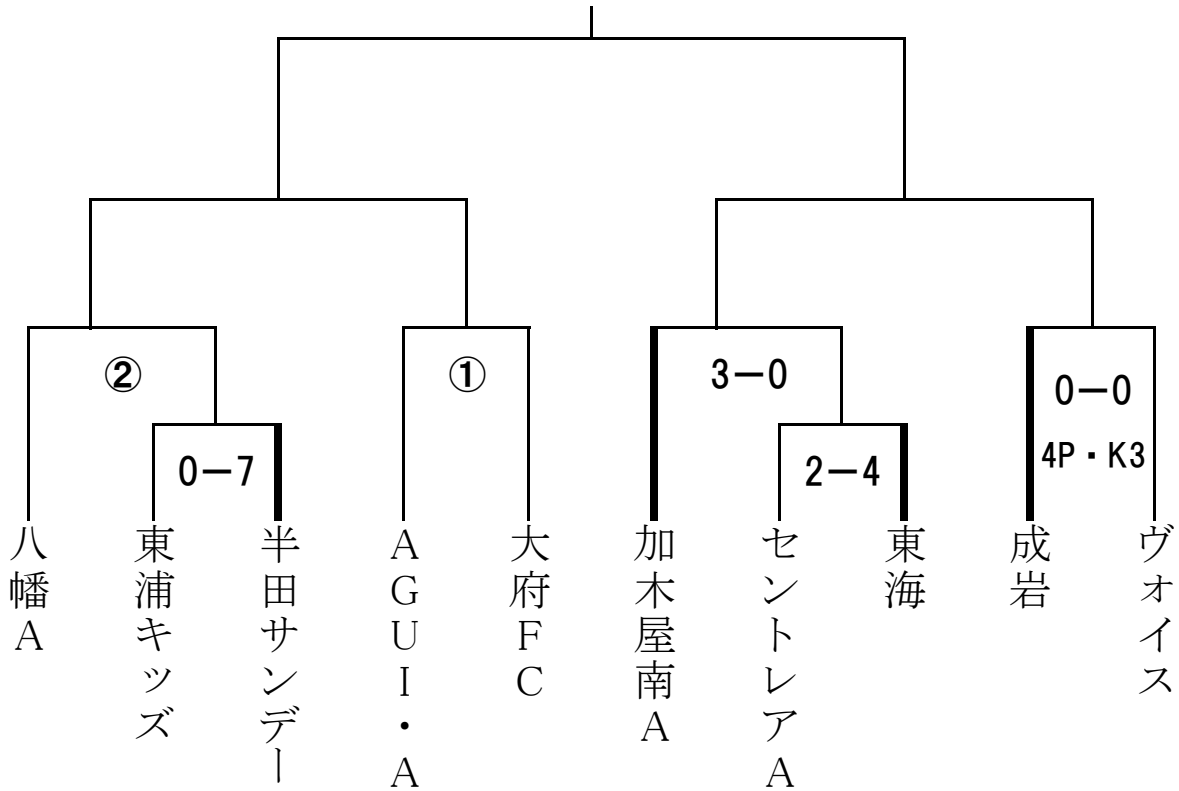 ②
①
3－0
0－0
4P・K3
0－7
2－4
八幡A
東浦キッズ
半田サンデー
AGUI・A
大府FC
加木屋南A
セントレアA
東海
成岩
ヴォイス